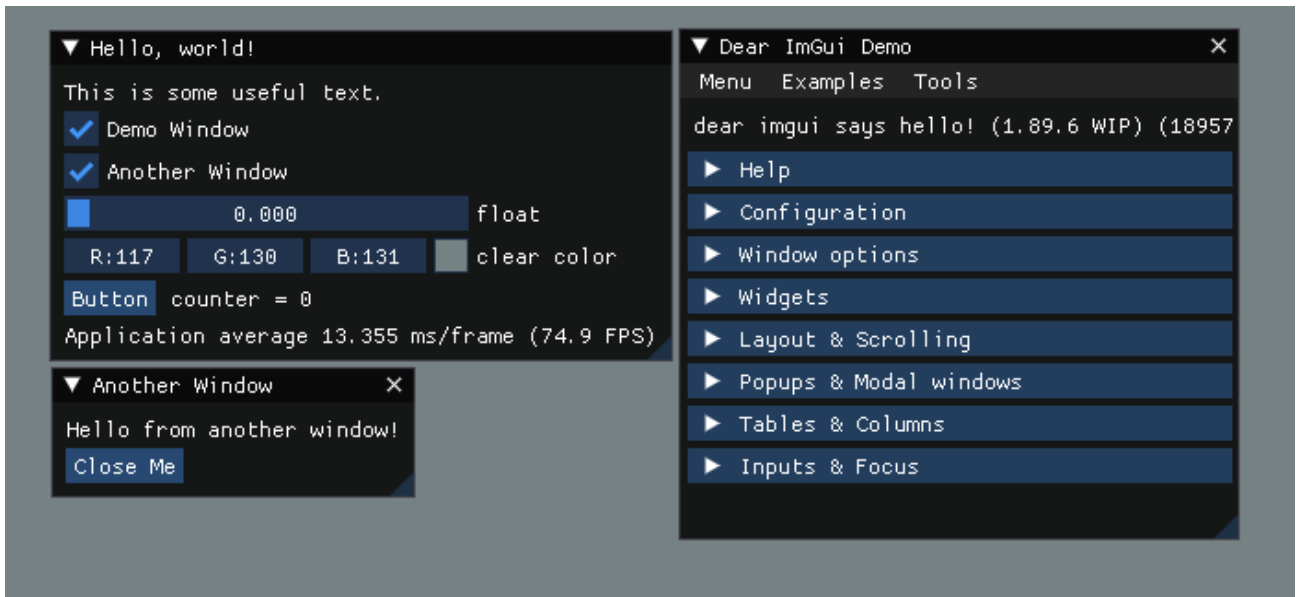 Hello, world!
This is some useful text.
Demo Window
Another Window
0.000 float
R:117 G:130 B:131 clear color
Button counter = 0
Application average 13.355 ms/frame (74.9 FPS)
Another Window
Hello from another window!
Close Me
Dear ImGui Demo
Menu Examples Tools
dear imgui says hello! (1.89.6 WIP) (18957
Help
Configuration
Window options
Widgets
Layout & Scrolling
Popups & Modal windows
Tables & Columns
Inputs & Focus